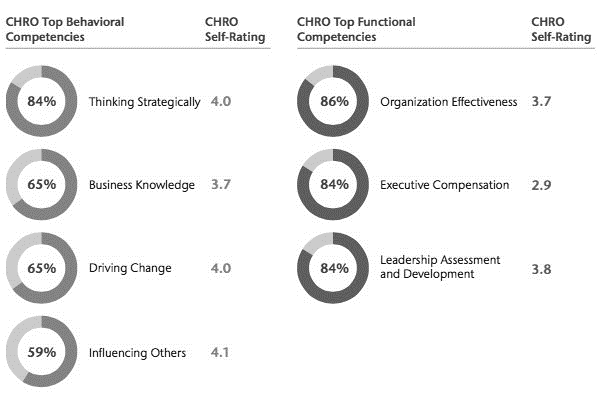 CHRO Top Behavioral
Competencies
CHRO
Self-Rating
84%
Thinking Strategically
4.0
65%
Business Knowledge
3.7
65%
Driving Change
4.0
59%
Influencing Others
4.1
CHRO Top Functional
Competencies
CHRO
Self-Rating
86%
Organization Effectiveness
3.7
84%
Executive Compensation
2.9
84%
Leadership Assessment
and Development
3.8